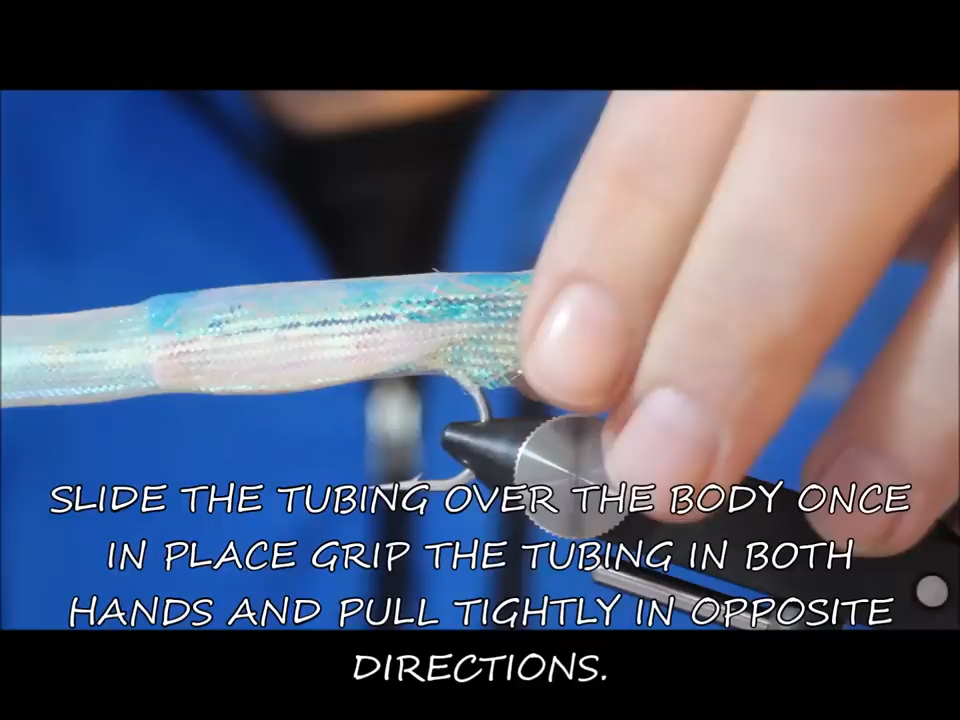 SLIDE THE TUBING OVER THE BODY ONCE
IN PLACE GRIP THE TUBING IN BOTH
HANDS AND PULL TIGHTLY IN OPPOSITE
DIRECTIONS.